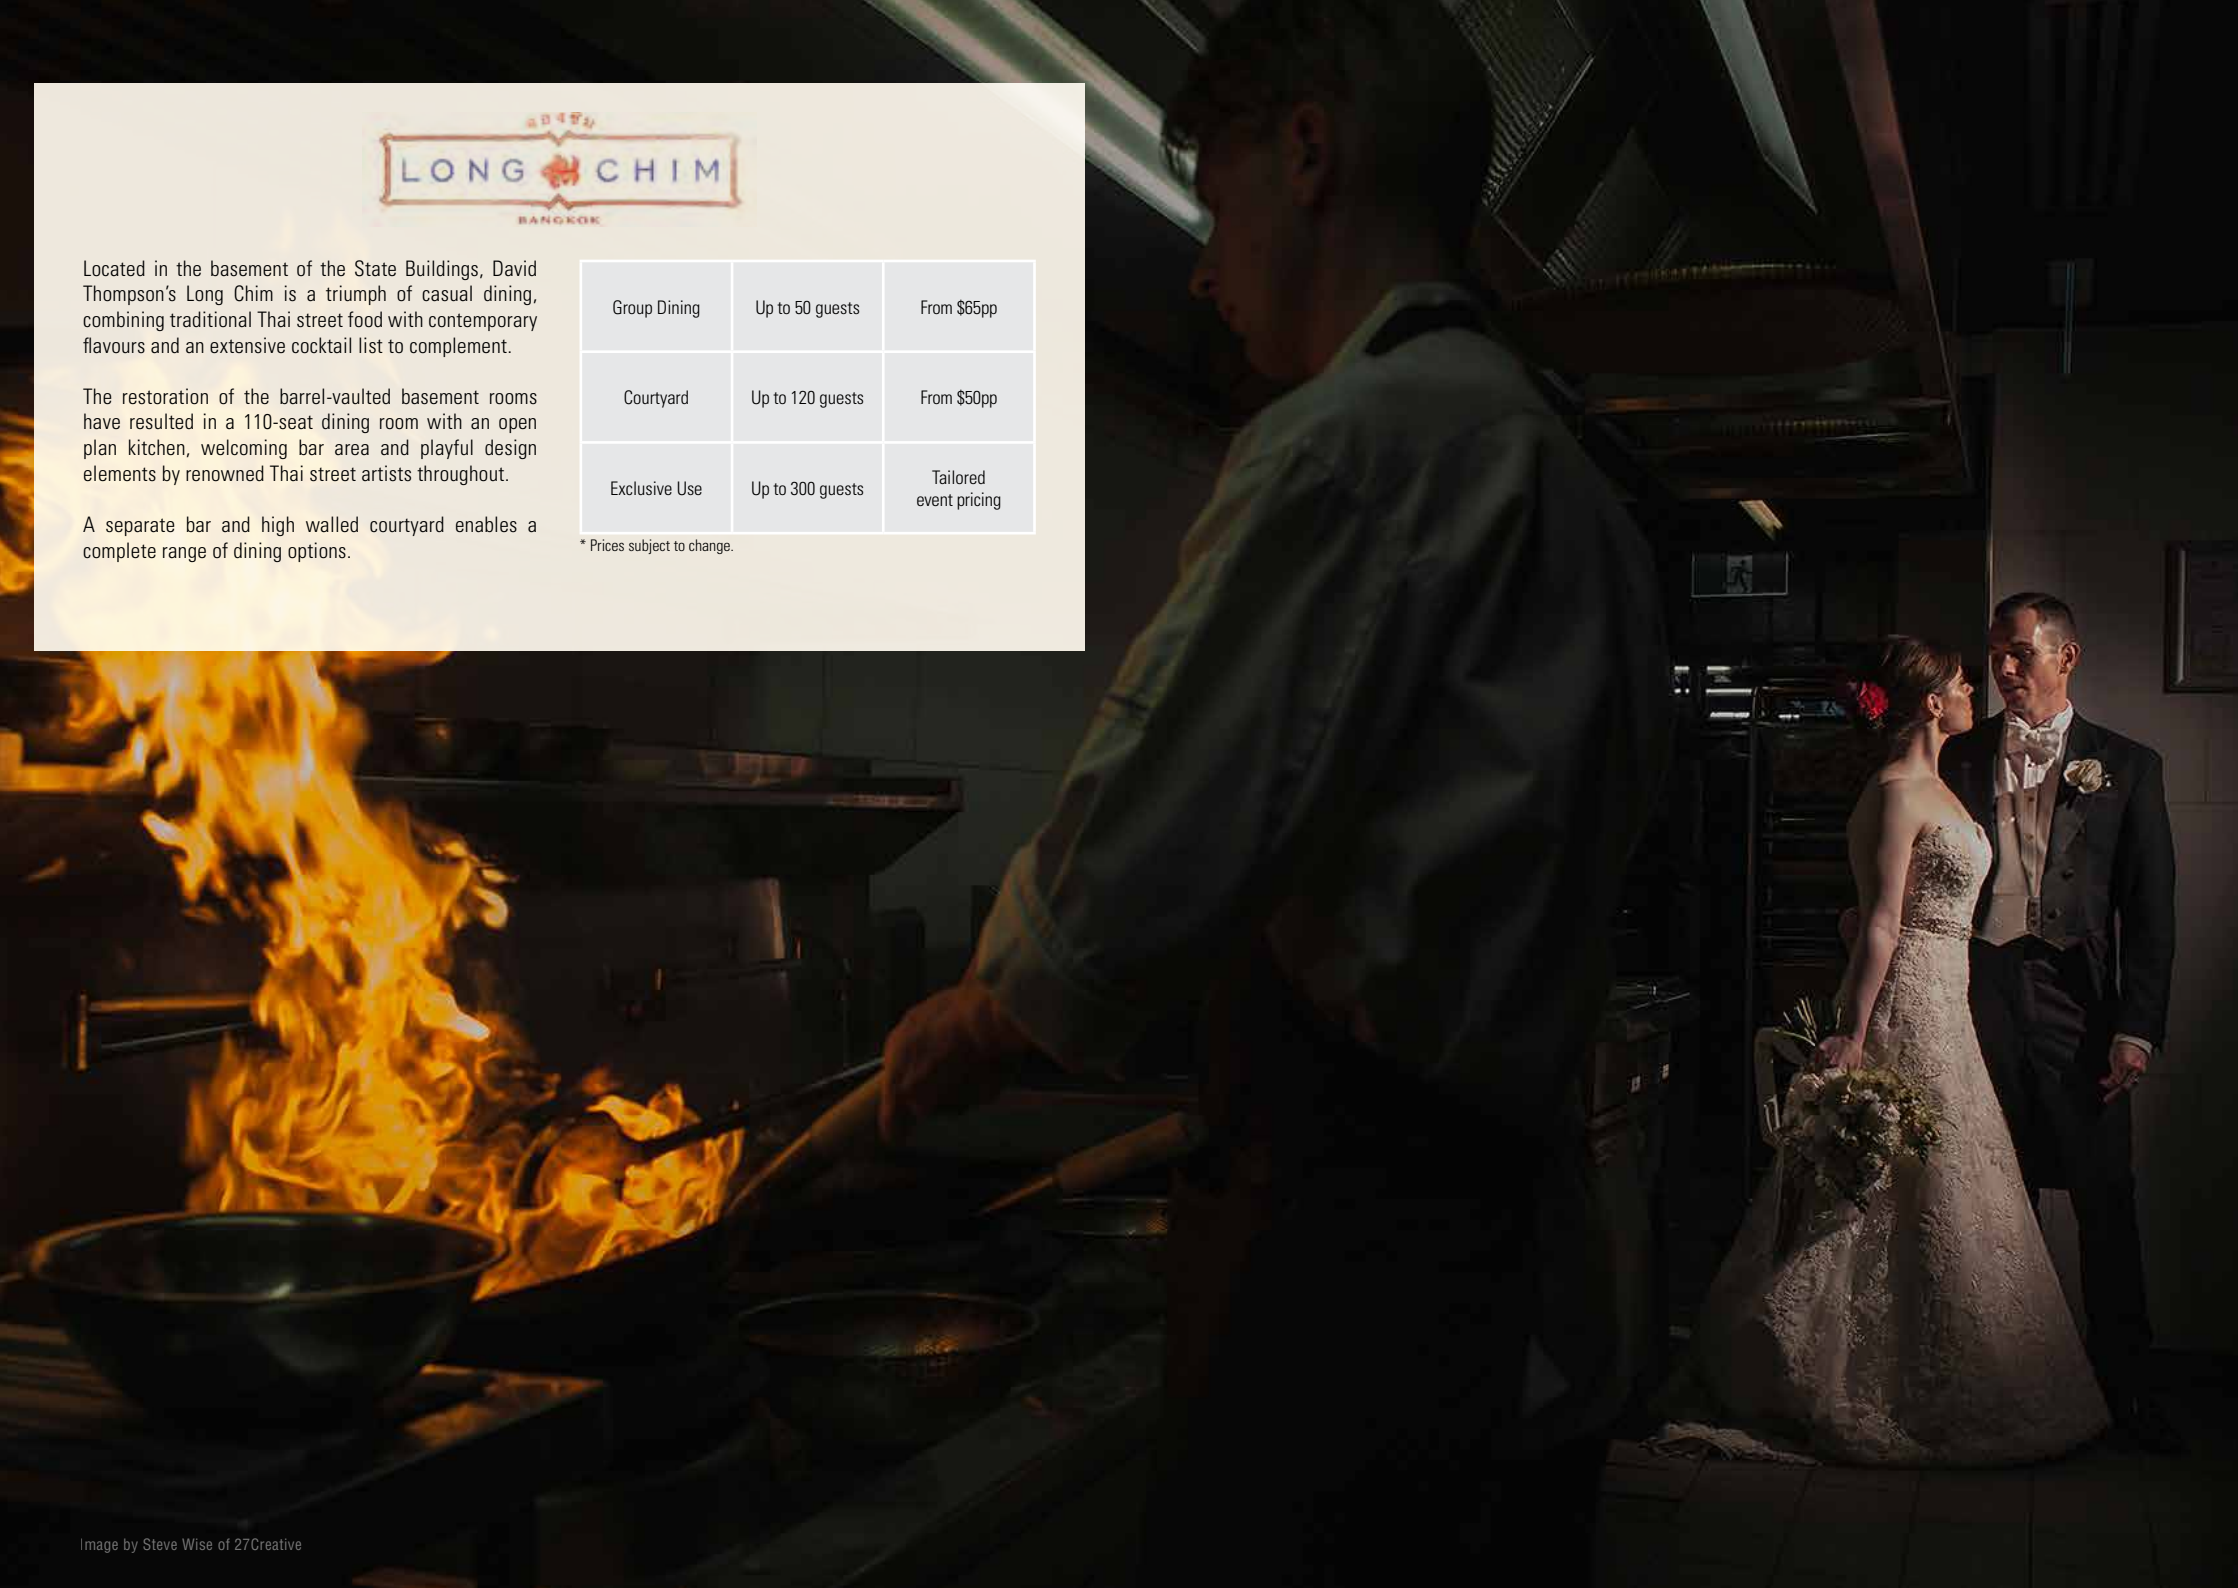 ลองชิม
LONG CHIM
BANGKOK
Located in the basement of the State Buildings, David
Thompson’s Long Chim is a triumph of casual dining,
combining traditional Thai street food with contemporary
flavours and an extensive cocktail list to complement.
The restoration of the barrel-vaulted basement rooms
have resulted in a 110-seat dining room with an open
plan kitchen, welcoming bar area and playful design
elements by renowned Thai street artists throughout.
A separate bar and high walled courtyard enables a
complete range of dining options.
Group Dining Up to 50 guests From $65pp
Courtyard Up to 120 guests From $50pp
Exclusive Use Up to 300 guests Tailored
event pricing
* Prices subject to change.
Image by Steve Wise of 27Creative